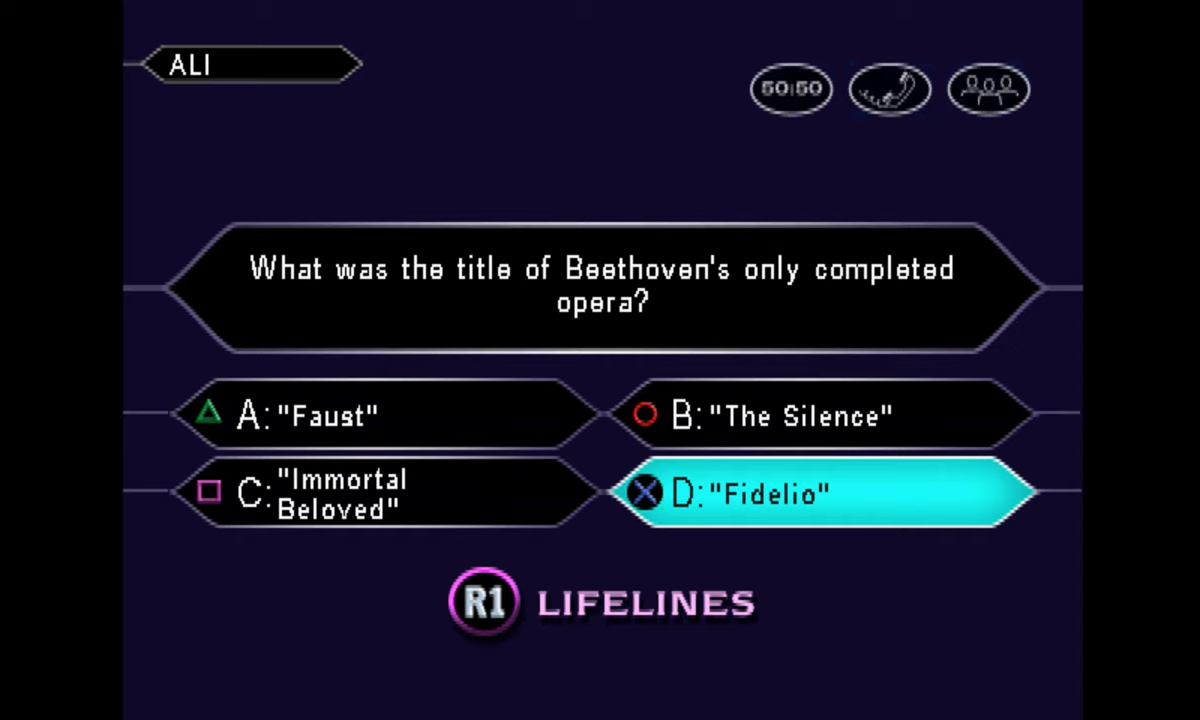 ALI
50:50
What was the title of Beethoven's only completed
opera?
A: "Faust"
B: "The Silence"
C: "Immortal
Beloved"
D: "Fidelio"
R1 LIFELINES